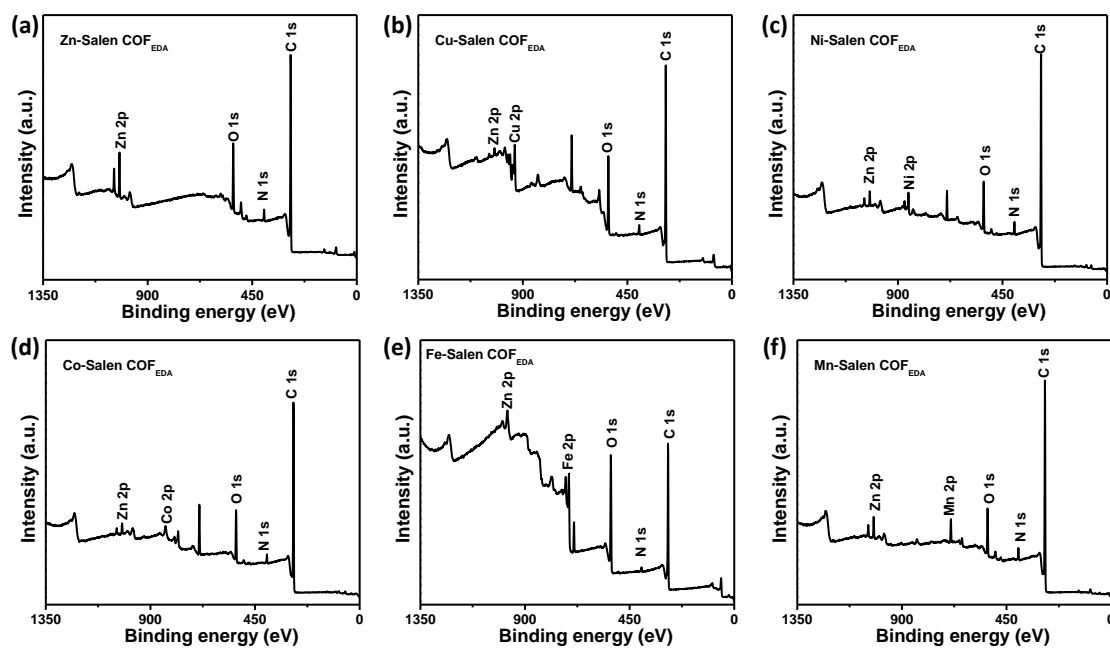 (a)
Zn-Salen COF_EDA
Zn 2p
O 1s
N 1s
C 1s
Intensity (a.u.)
1350 900 450 0
Binding energy (eV)
(b)
Cu-Salen COF_EDA
Zn 2p
Cu 2p
O 1s
N 1s
C 1s
Intensity (a.u.)
1350 900 450 0
Binding energy (eV)
(c)
Ni-Salen COF_EDA
Zn 2p
Ni 2p
O 1s
N 1s
C 1s
Intensity (a.u.)
1350 900 450 0
Binding energy (eV)
(d)
Co-Salen COF_EDA
Zn 2p
Co 2p
O 1s
N 1s
C 1s
Intensity (a.u.)
1350 900 450 0
Binding energy (eV)
(e)
Fe-Salen COF_EDA
Zn 2p
Fe 2p
O 1s
N 1s
C 1s
Intensity (a.u.)
1350 900 450 0
Binding energy (eV)
(f)
Mn-Salen COF_EDA
Zn 2p
Mn 2p
O 1s
N 1s
C 1s
Intensity (a.u.)
1350 900 450 0
Binding energy (eV)